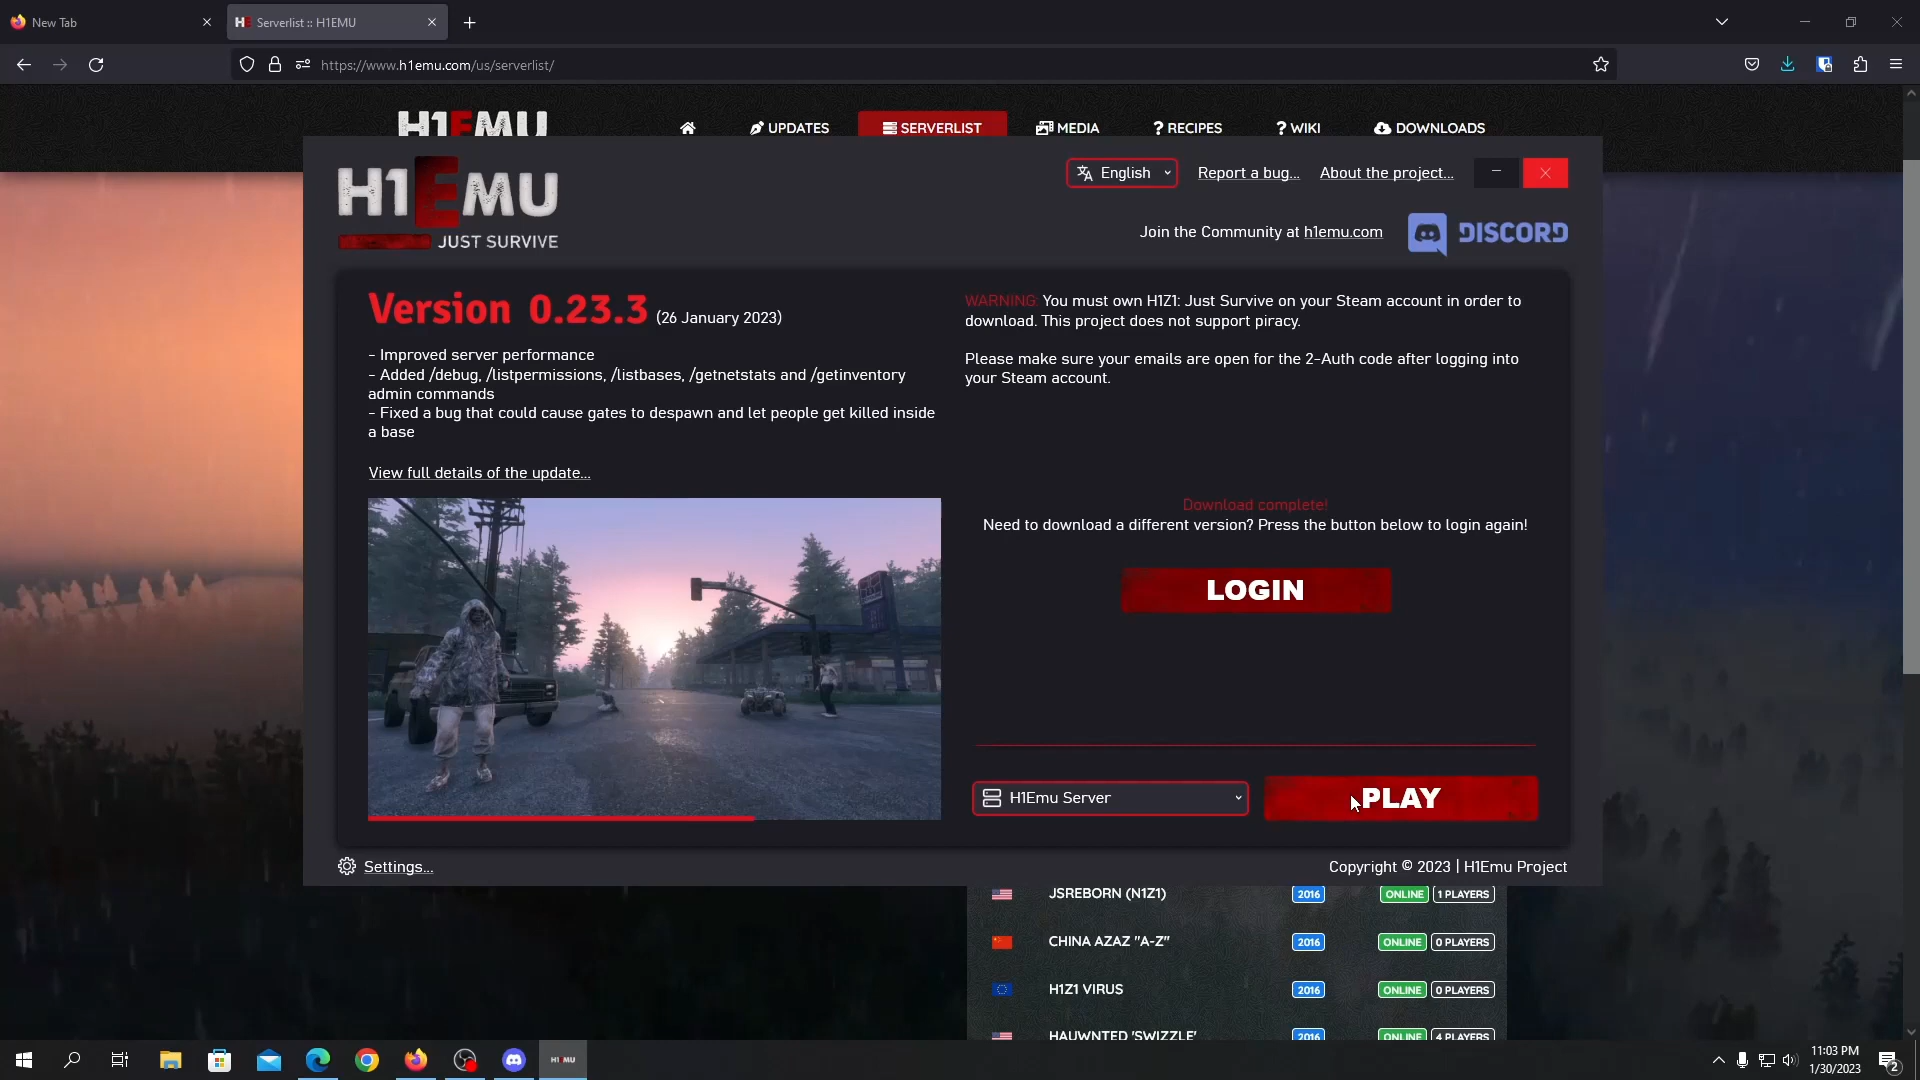 New Tab
Serverlist :: H1EMU
https://www.h1emu.com/us/serverlist/
H1EMU
UPDATES
SERVERLIST
MEDIA
RECIPES
WIKI
DOWNLOADS
H1EMU
JUST SURVIVE
English
Report a bug...
About the project...
Join the Community at h1emu.com
DISCORD
Version 0.23.3 (26 January 2023)
- Improved server performance
- Added /debug, /listpermissions, /listbases, /getnetstats and /getinventory
admin commands
- Fixed a bug that could cause gates to despawn and let people get killed inside
a base
View full details of the update...
WARNING: You must own H1Z1: Just Survive on your Steam account in order to
download. This project does not support piracy.
Please make sure your emails are open for the 2-Auth code after logging into
your Steam account.
Download complete!
Need to download a different version? Press the button below to login again!
LOGIN
H1Emu Server
PLAY
Settings...
Copyright © 2023 | H1Emu Project
JSREBORN (N1Z1) 2016 ONLINE 1 PLAYERS
CHINA AZAZ "A-Z" 2016 ONLINE 0 PLAYERS
H1Z1 VIRUS 2016 ONLINE 0 PLAYERS
HAUWNTED 'SWIZZLE' 2016 ONLINE 4 PLAYERS
H1EMU
11:03 PM
1/30/2023
2